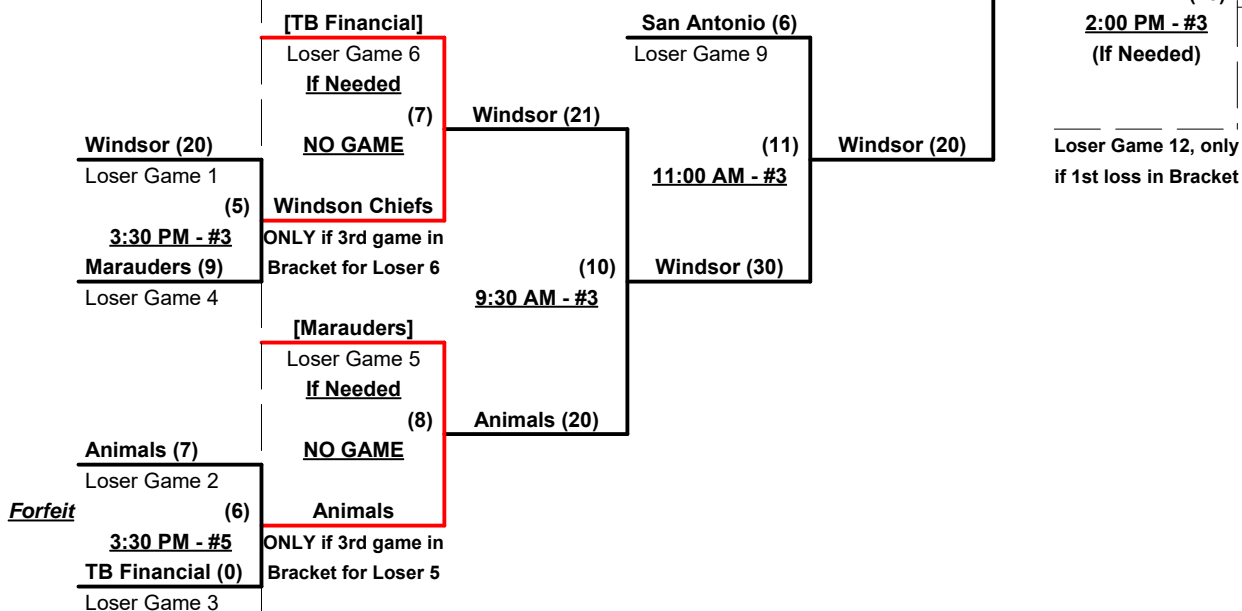 [TB Financial]
San Antonio (6)
2:00 PM - #3
Loser Game 6
Loser Game 9
(If Needed)
If Needed
(7)
Windsor (21)
Windsor (20)
NO GAME
(11)
Windsor (20)
Loser Game 12, only
Loser Game 1
11:00 AM - #3
if 1st loss in Bracket
(5)
Windson Chiefs
3:30 PM - #3
ONLY if 3rd game in
Marauders (9)
Bracket for Loser 6
(10)
Windsor (30)
Loser Game 4
9:30 AM - #3
[Marauders]
Loser Game 5
If Needed
(8)
Animals (20)
Animals (7)
NO GAME
Loser Game 2
Forfeit
(6)
Animals
3:30 PM - #5
ONLY if 3rd game in
TB Financial (0)
Bracket for Loser 5
Loser Game 3